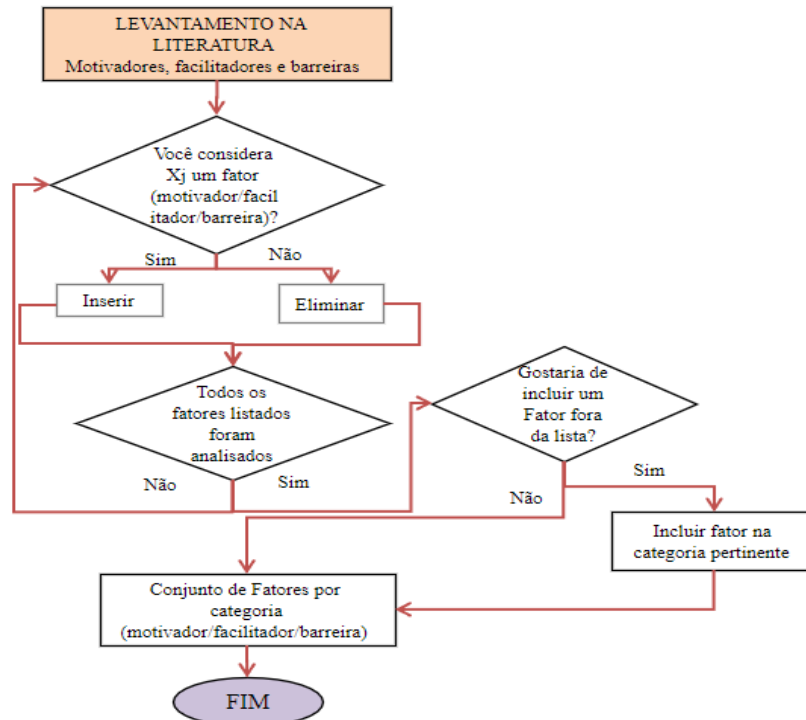 LEVANTAMENTO NA
LITERATURA
Motivadores, facilitadores e barreiras
Você considera
Xj um fator
(motivador/facil
itador/barreira)?
Sim
Não
Inserir
Eliminar
Todos os
fatores listados
foram
analisados
Gostaria de
incluir um
Fator fora
da lista?
Não
Sim
Não
Sim
Incluir fator na
categoria pertinente
Conjunto de Fatores por
categoria
(motivador/facilitador/barreira)
FIM